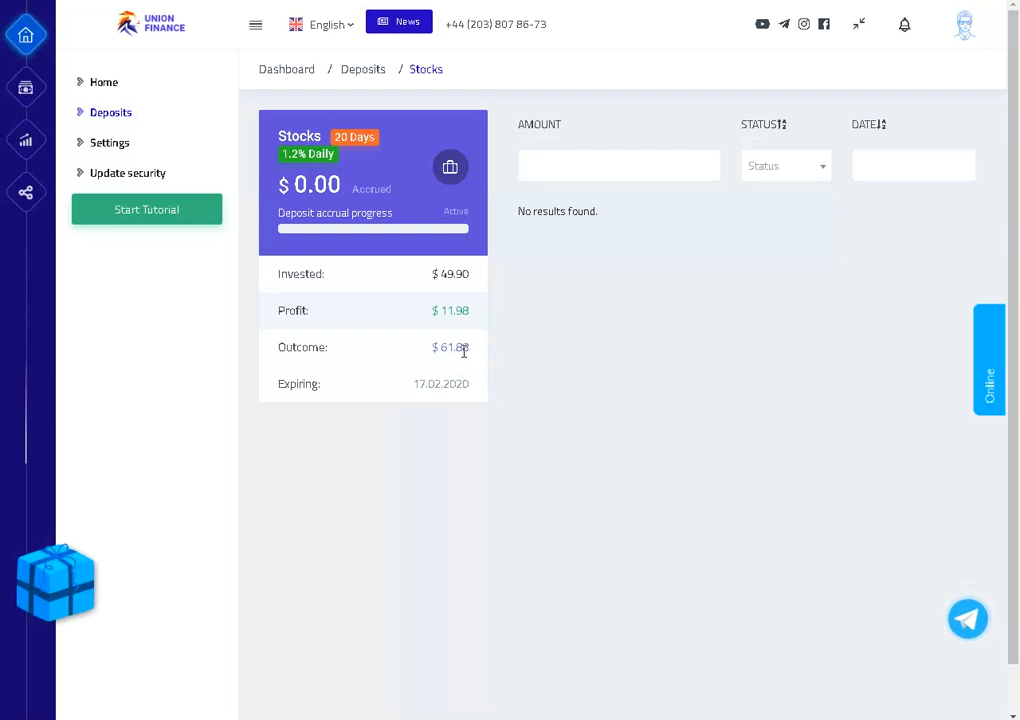 UNION
FINANCE
English
News
+44 (203) 807 86-73
Home
Deposits
Settings
Update security
Start Tutorial
Dashboard / Deposits / Stocks
Stocks 20 Days
1.2% Daily
$ 0.00 Accrued
Deposit accrual progress Active
Invested: $ 49.90
Profit: $ 11.98
Outcome: $ 61.88
Expiring: 17.02.2020
AMOUNT STATUS DATE
Status
No results found.
Online